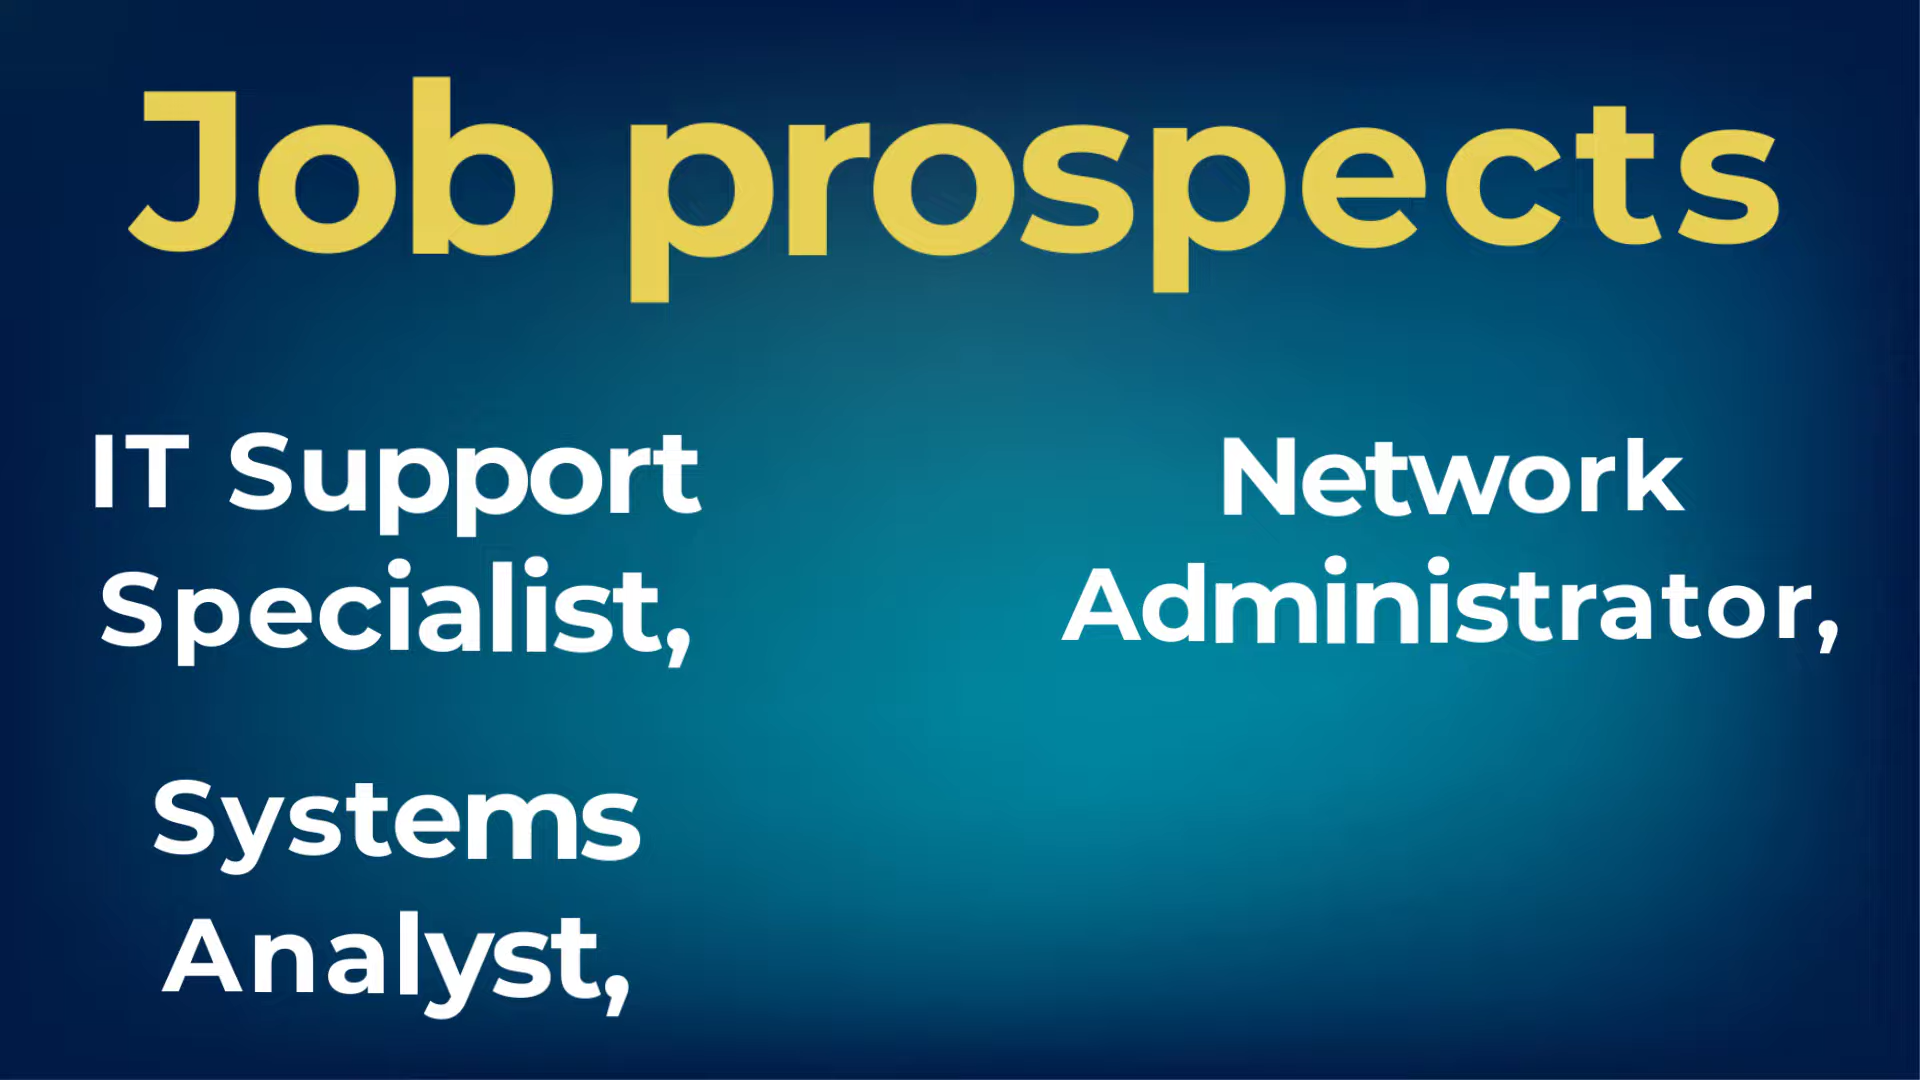 Job prospects
IT Support
Specialist,
Network
Administrator,
Systems
Analyst,